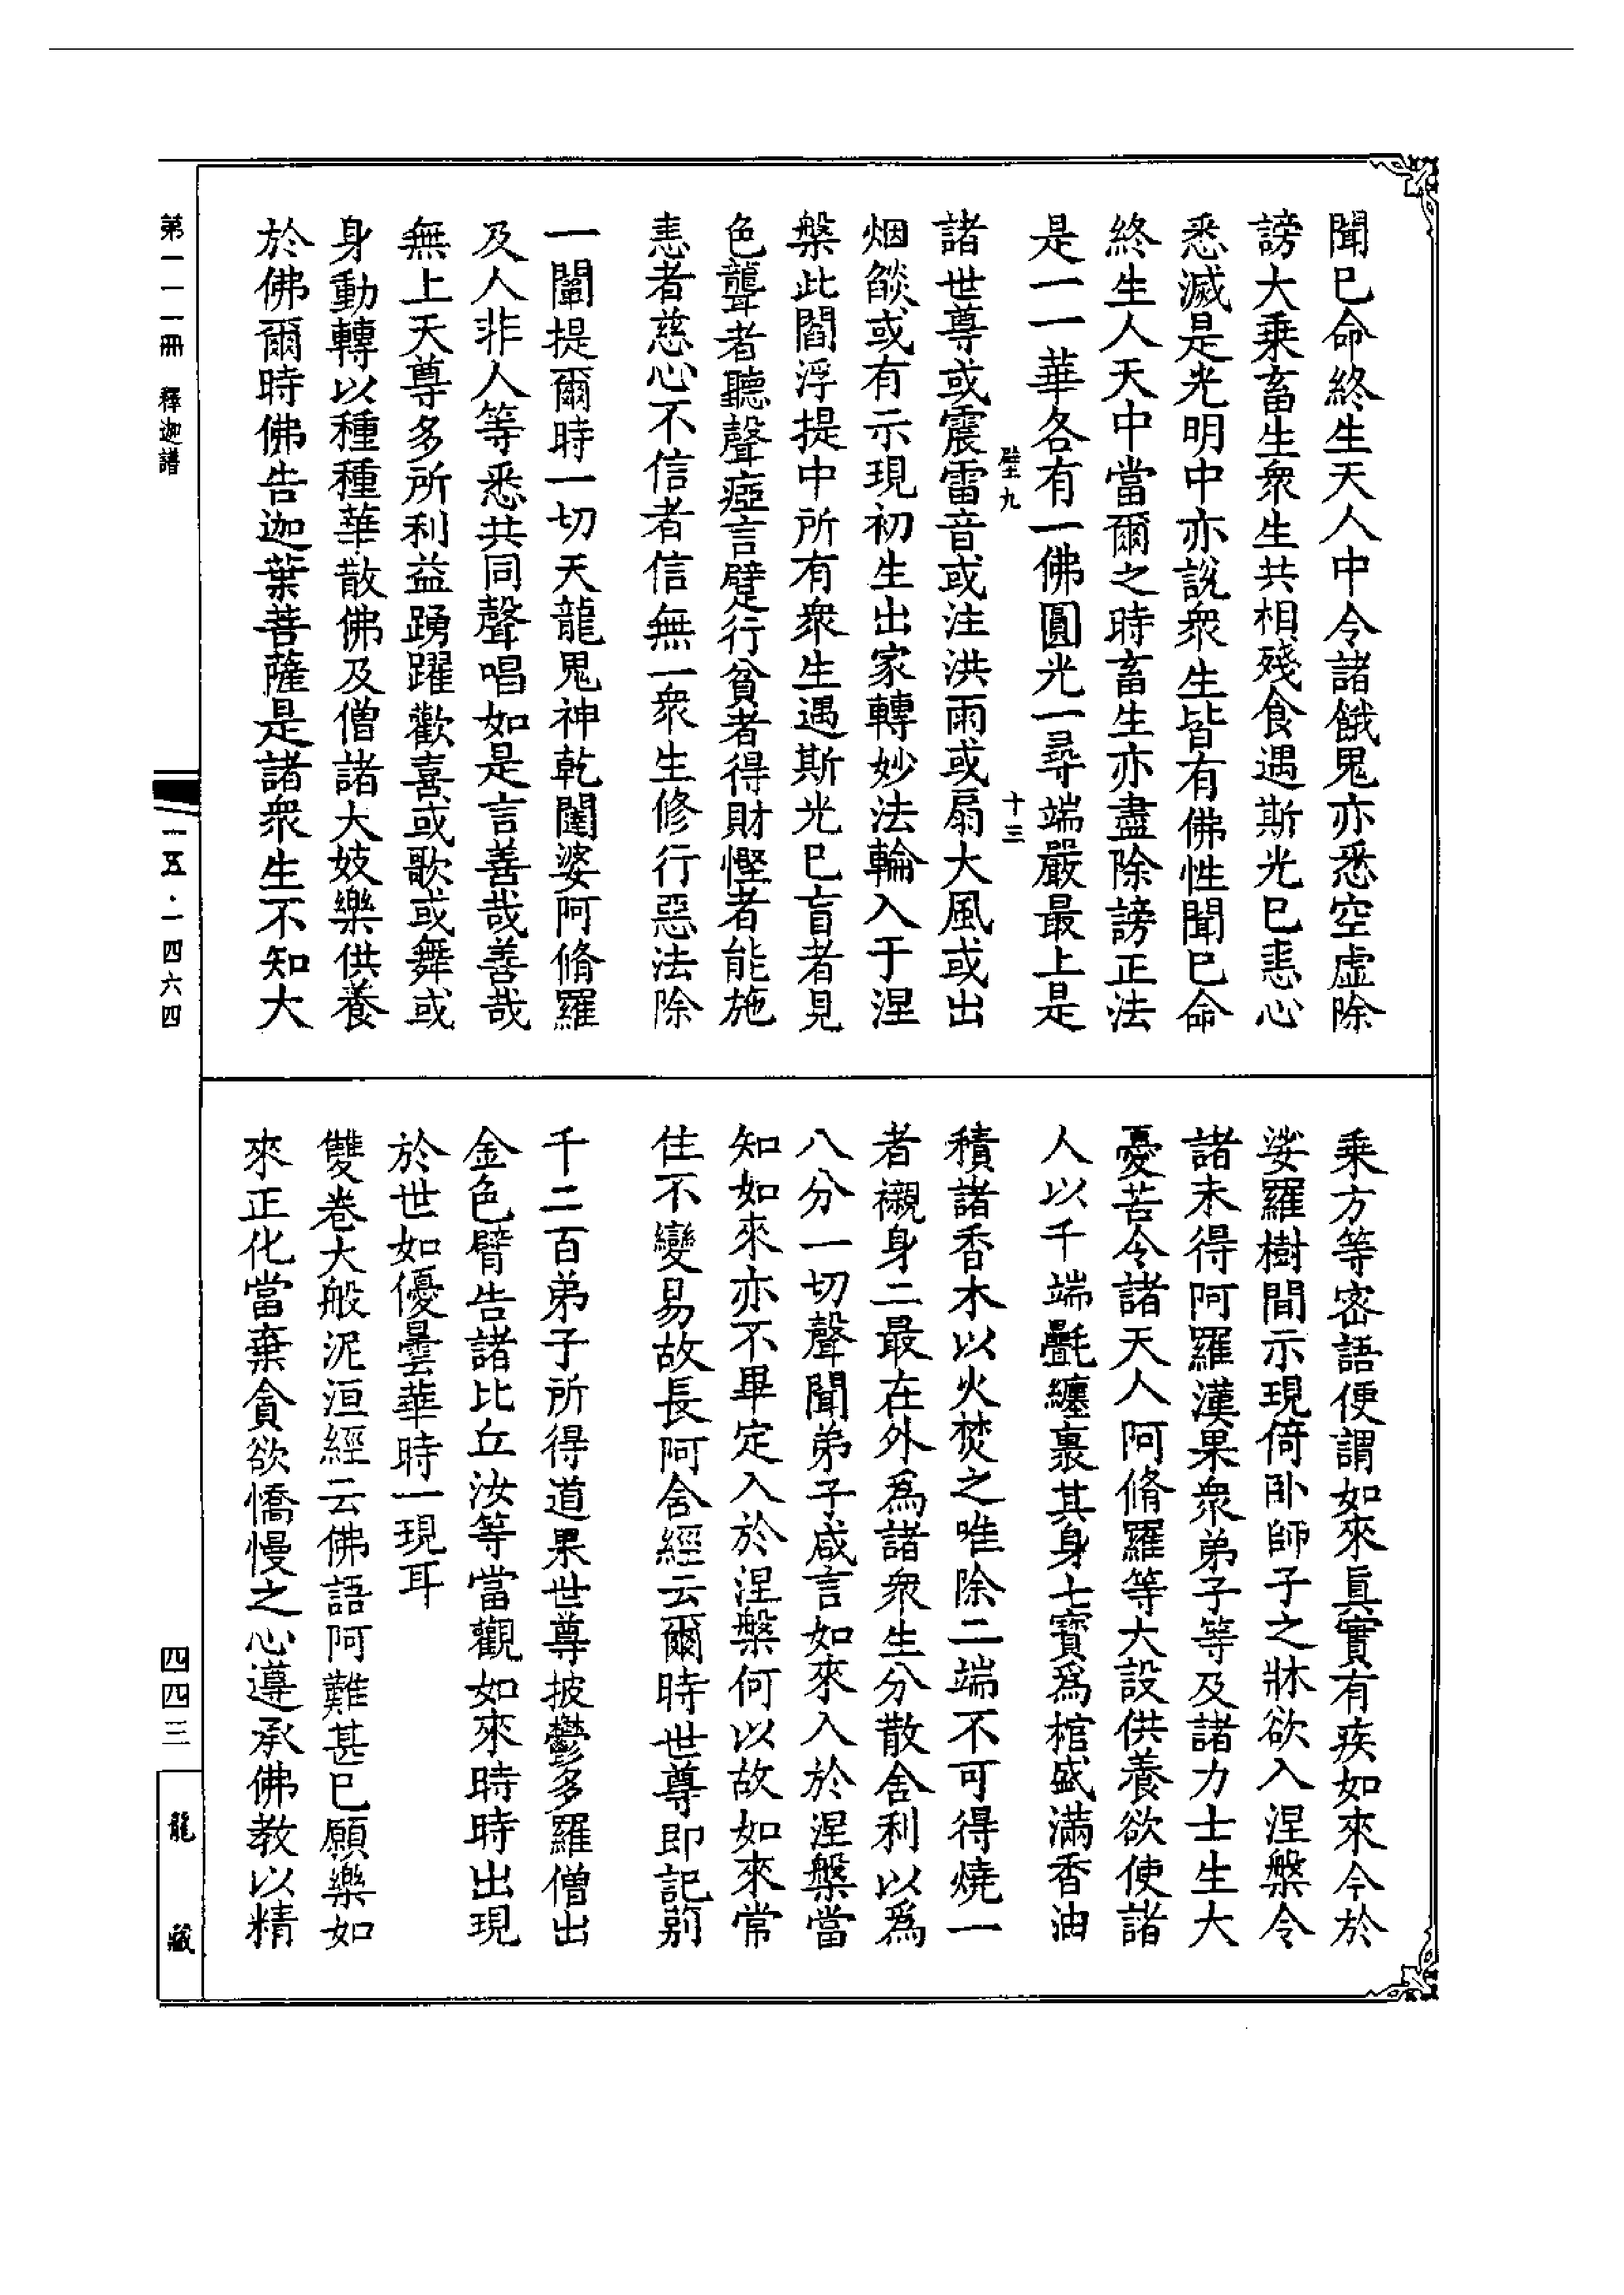 聞已命終生天人中令諸餓鬼亦悉空虛除
謗大乘畜生衆生共相殘食遇斯光已恚心
悉滅是光明中亦說衆生皆有佛性聞已命
終生人天中當爾之時畜生亦盡除謗正法
是一一華各有一佛圓光一尋端嚴最上是
壁九
十三
諸世尊或震雷音或注洪雨或扇大風或出
烟燄或有示現初生出家轉妙法輪入于涅
槃此閻浮提中所有衆生遇斯光已盲者見
色聾者聽聲瘂言躄行貧者得財慳者能施
恚者慈心不信者信無一衆生修行惡法除
一闡提爾時一切天龍鬼神乾闥婆阿脩羅
及人非人等悉共同聲唱如是言善哉善哉
無上天尊多所利益踴躍歡喜或歌或舞或
身動轉以種種華散佛及僧諸大妓樂供養
於佛爾時佛告迦葉菩薩是諸衆生不知大
乘方等密語便謂如來眞實有疾如來今於
娑羅樹間示現倚卧師子之牀欲入涅槃令
諸未得阿羅漢果衆弟子等及諸力士生大
憂苦令諸天人阿脩羅等大設供養欲使諸
人以千端㲲纏裹其身七寶爲棺盛滿香油
積諸香木以火焚之唯除二端不可得燒一
者襯身二最在外爲諸衆生分散舍利以爲
八分一切聲聞弟子咸言如來入於涅槃當
知如來亦不畢定入於涅槃何以故如來常
住不變易故長阿含經云爾時世尊即記莂
千二百弟子所得道果世尊披鬱多羅僧出
金色臂告諸比丘汝等當觀如來時時出現
於世如優曇華時一現耳
雙卷大般泥洹經云佛語阿難甚已願樂如
來正化當棄貪欲憍慢之心遵承佛教以精
第一一一冊 釋迦譜
一五·一四六四
四四三
龍藏